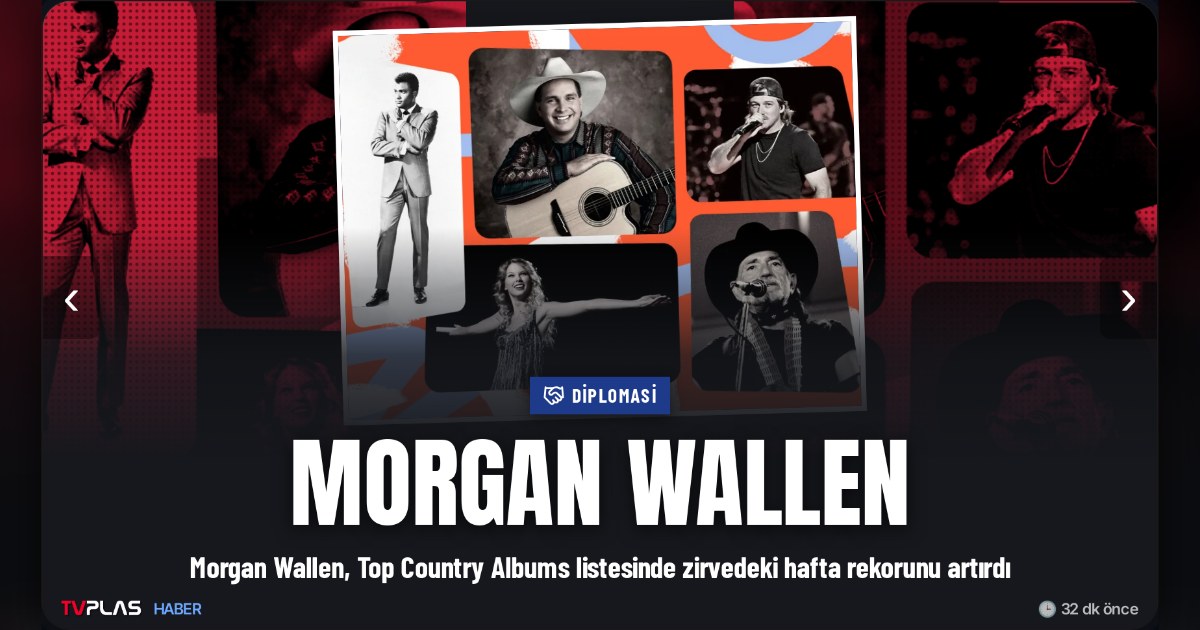 DİPLOMASİ
MORGAN WALLEN
Morgan Wallen, Top Country Albums listesinde zirvedeki hafta rekorunu artırdı
TVPLAS HABER
32 dk önce